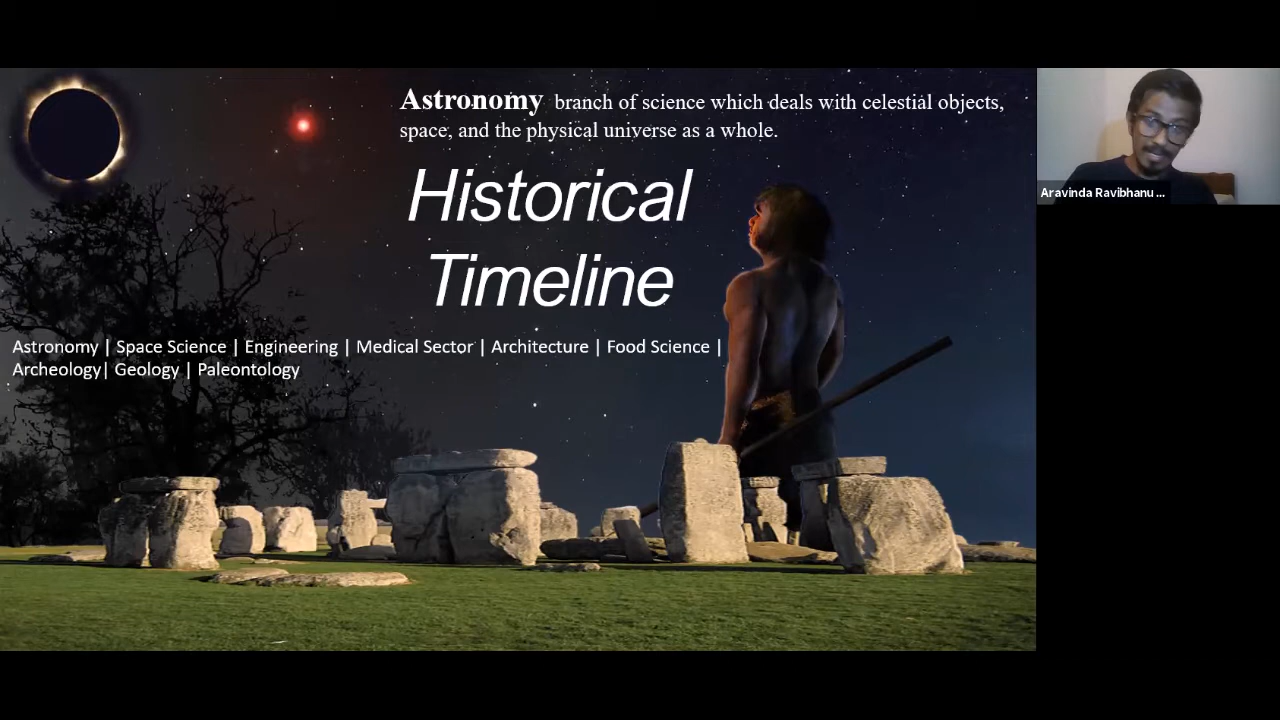 Astronomy branch of science which deals with celestial objects,
space, and the physical universe as a whole.
Historical
Timeline
Astronomy | Space Science | Engineering | Medical Sector | Architecture | Food Science |
Archeology| Geology | Paleontology
Aravinda Ravibhanu ...